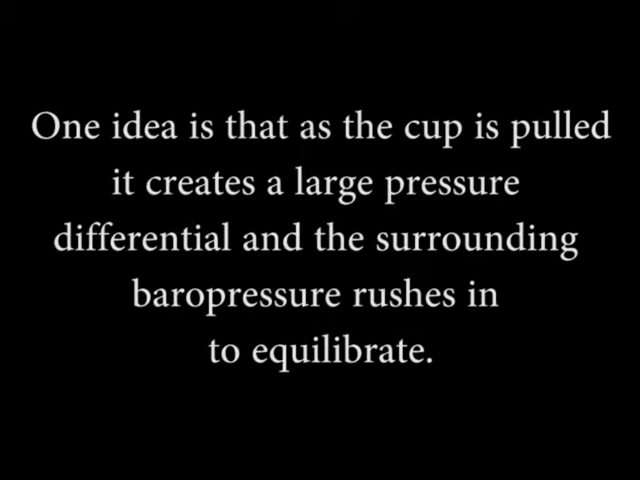 One idea is that as the cup is pulled
it creates a large pressure
differential and the surrounding
baropressure rushes in
to equilibrate.